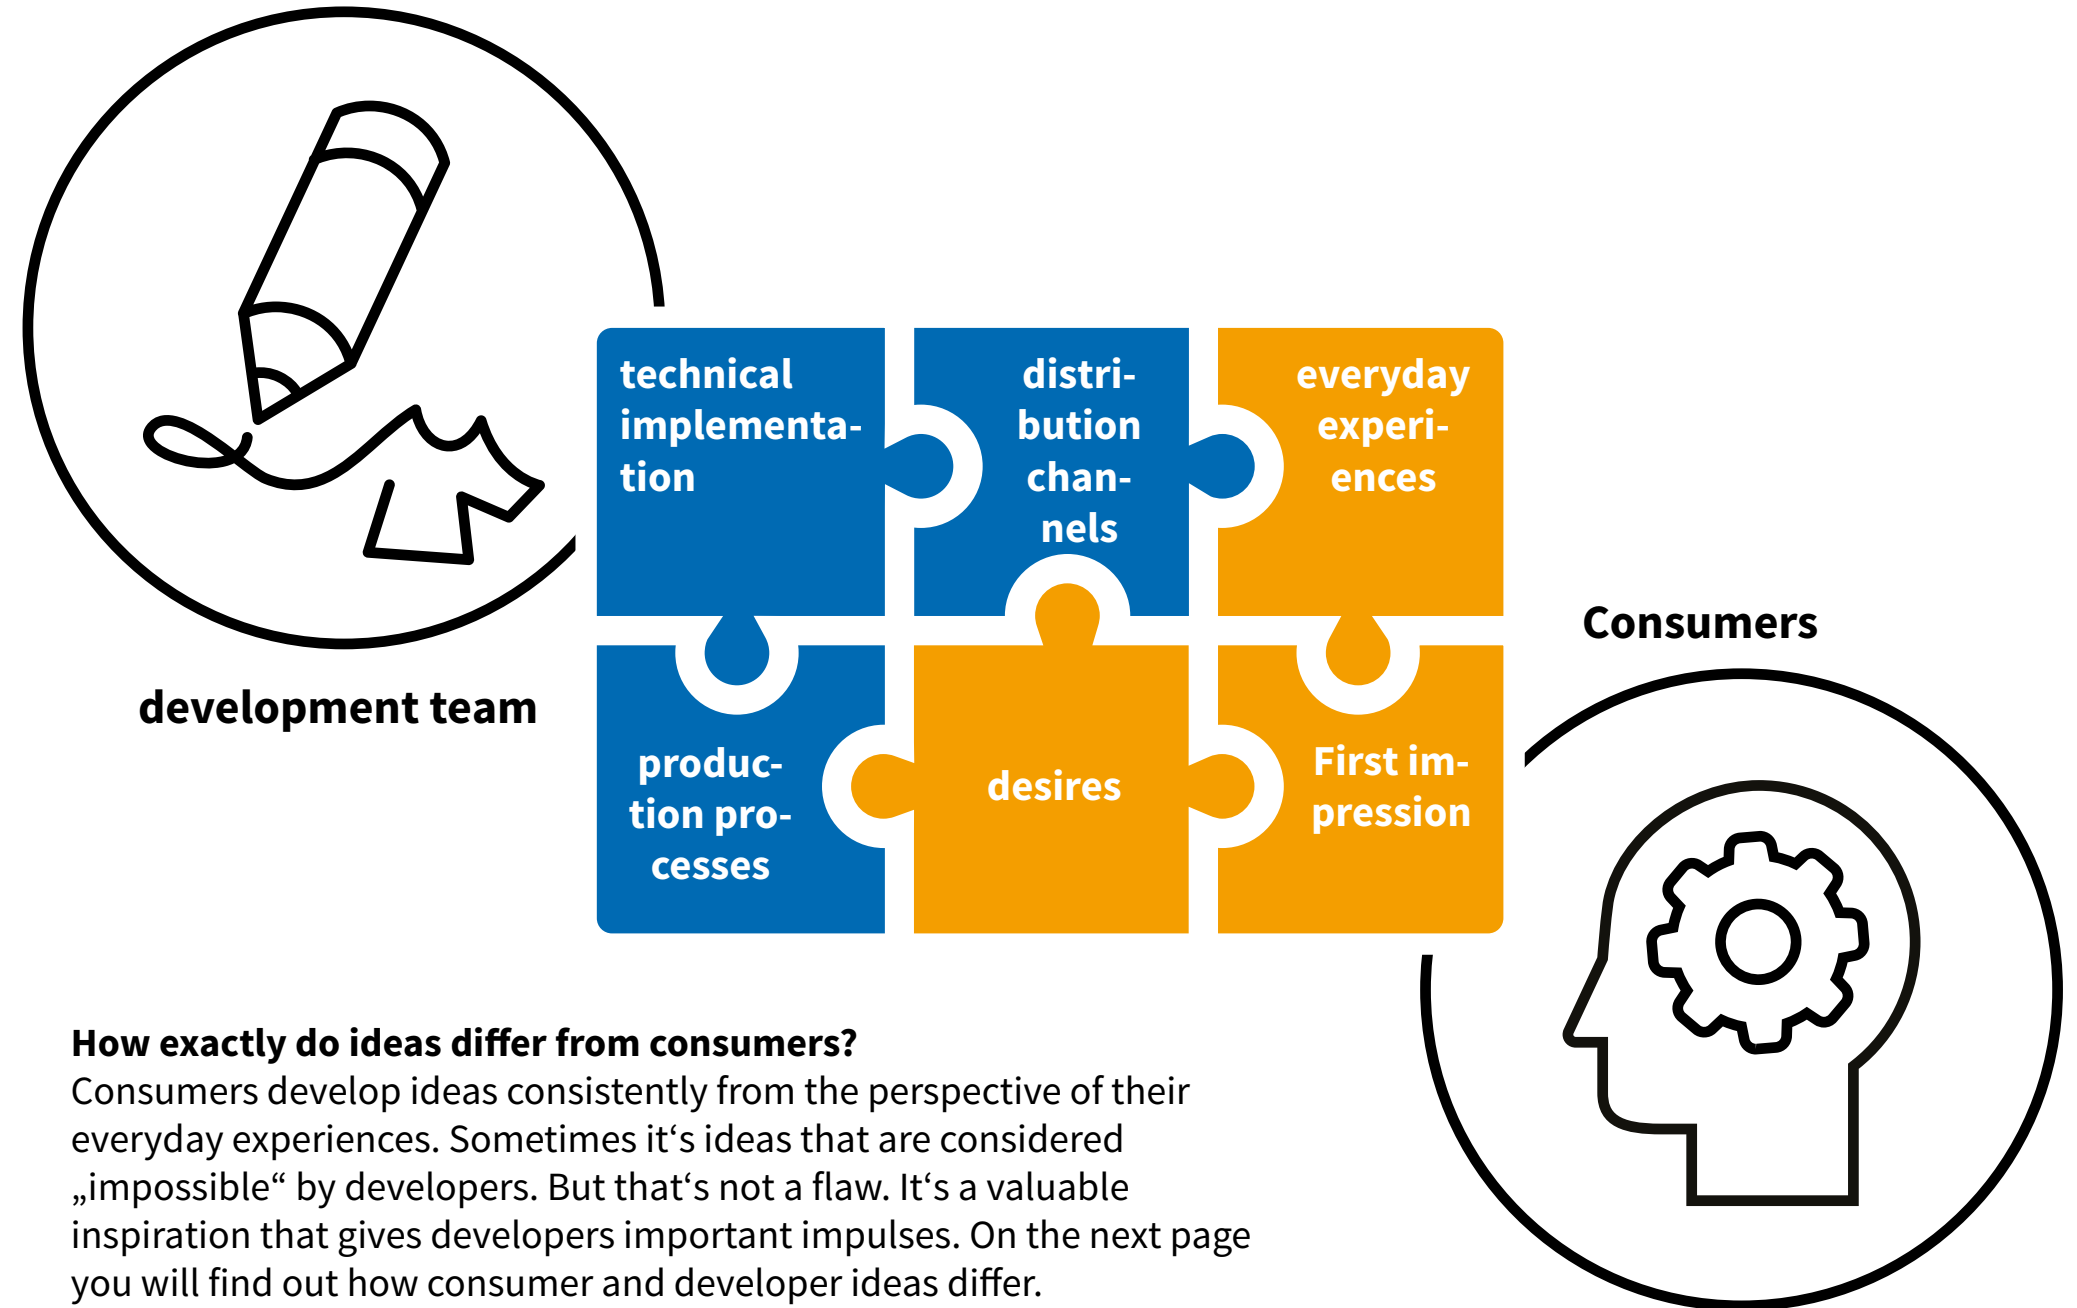 technical
implementa-
tion
distri-
bution
chan-
nels
everyday
experi-
ences
Consumers
development team
produc-
tion pro-
cesses
desires
First im-
pression
How exactly do ideas differ from consumers?
Consumers develop ideas consistently from the perspective of their
everyday experiences. Sometimes it‘s ideas that are considered
„impossible“ by developers. But that‘s not a flaw. It‘s a valuable
inspiration that gives developers important impulses. On the next page
you will find out how consumer and developer ideas differ.